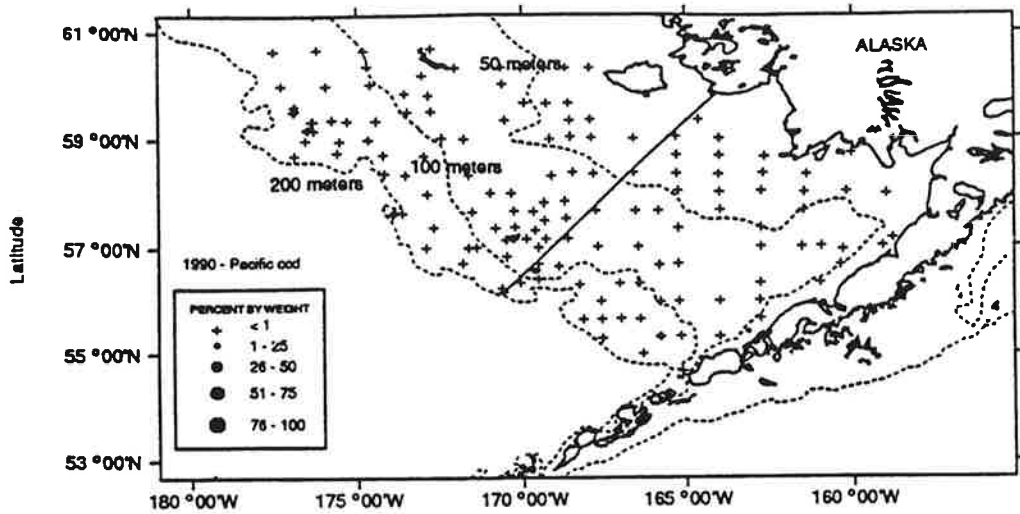 61 °00'N
59 °00'N
57 °00'N
55 °00'N
53 °00'N
Latitude
ALASKA
50 meters
100 meters
200 meters
1990 - Pacific cod
PERCENT BY WEIGHT
< 1
1 - 25
26 - 50
51 - 75
76 - 100
180 °00'W
175 °00'W
170 °00'W
165 °00'W
160 °00'W